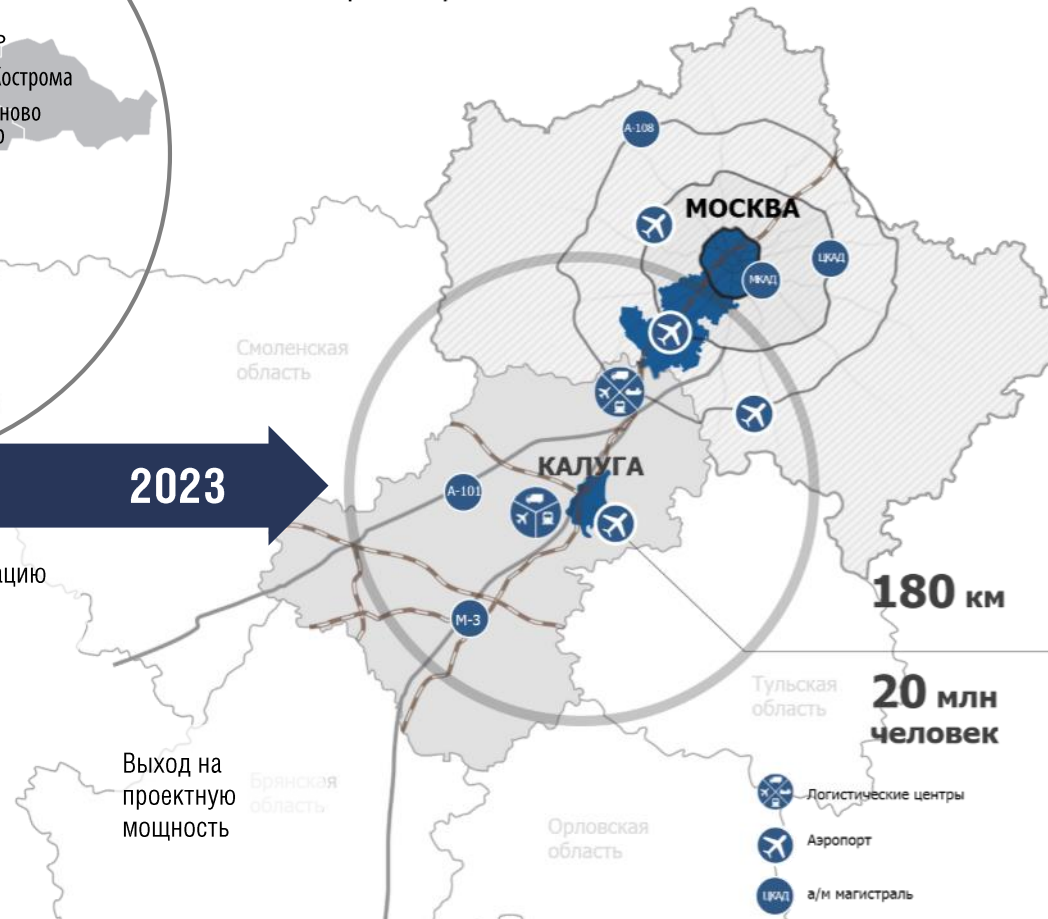 Кострома
А-108
МОСКВА
ЦКАД
МКАД
Смоленская
область
КАЛУГА
2023
А-101
180 км
М-3
20 млн
человек
Тульская
область
Выход на
проектную
мощность
Брянская
область
Орловская
область
Логистические центры
Аэропорт
ЦКАД
а/м магистраль